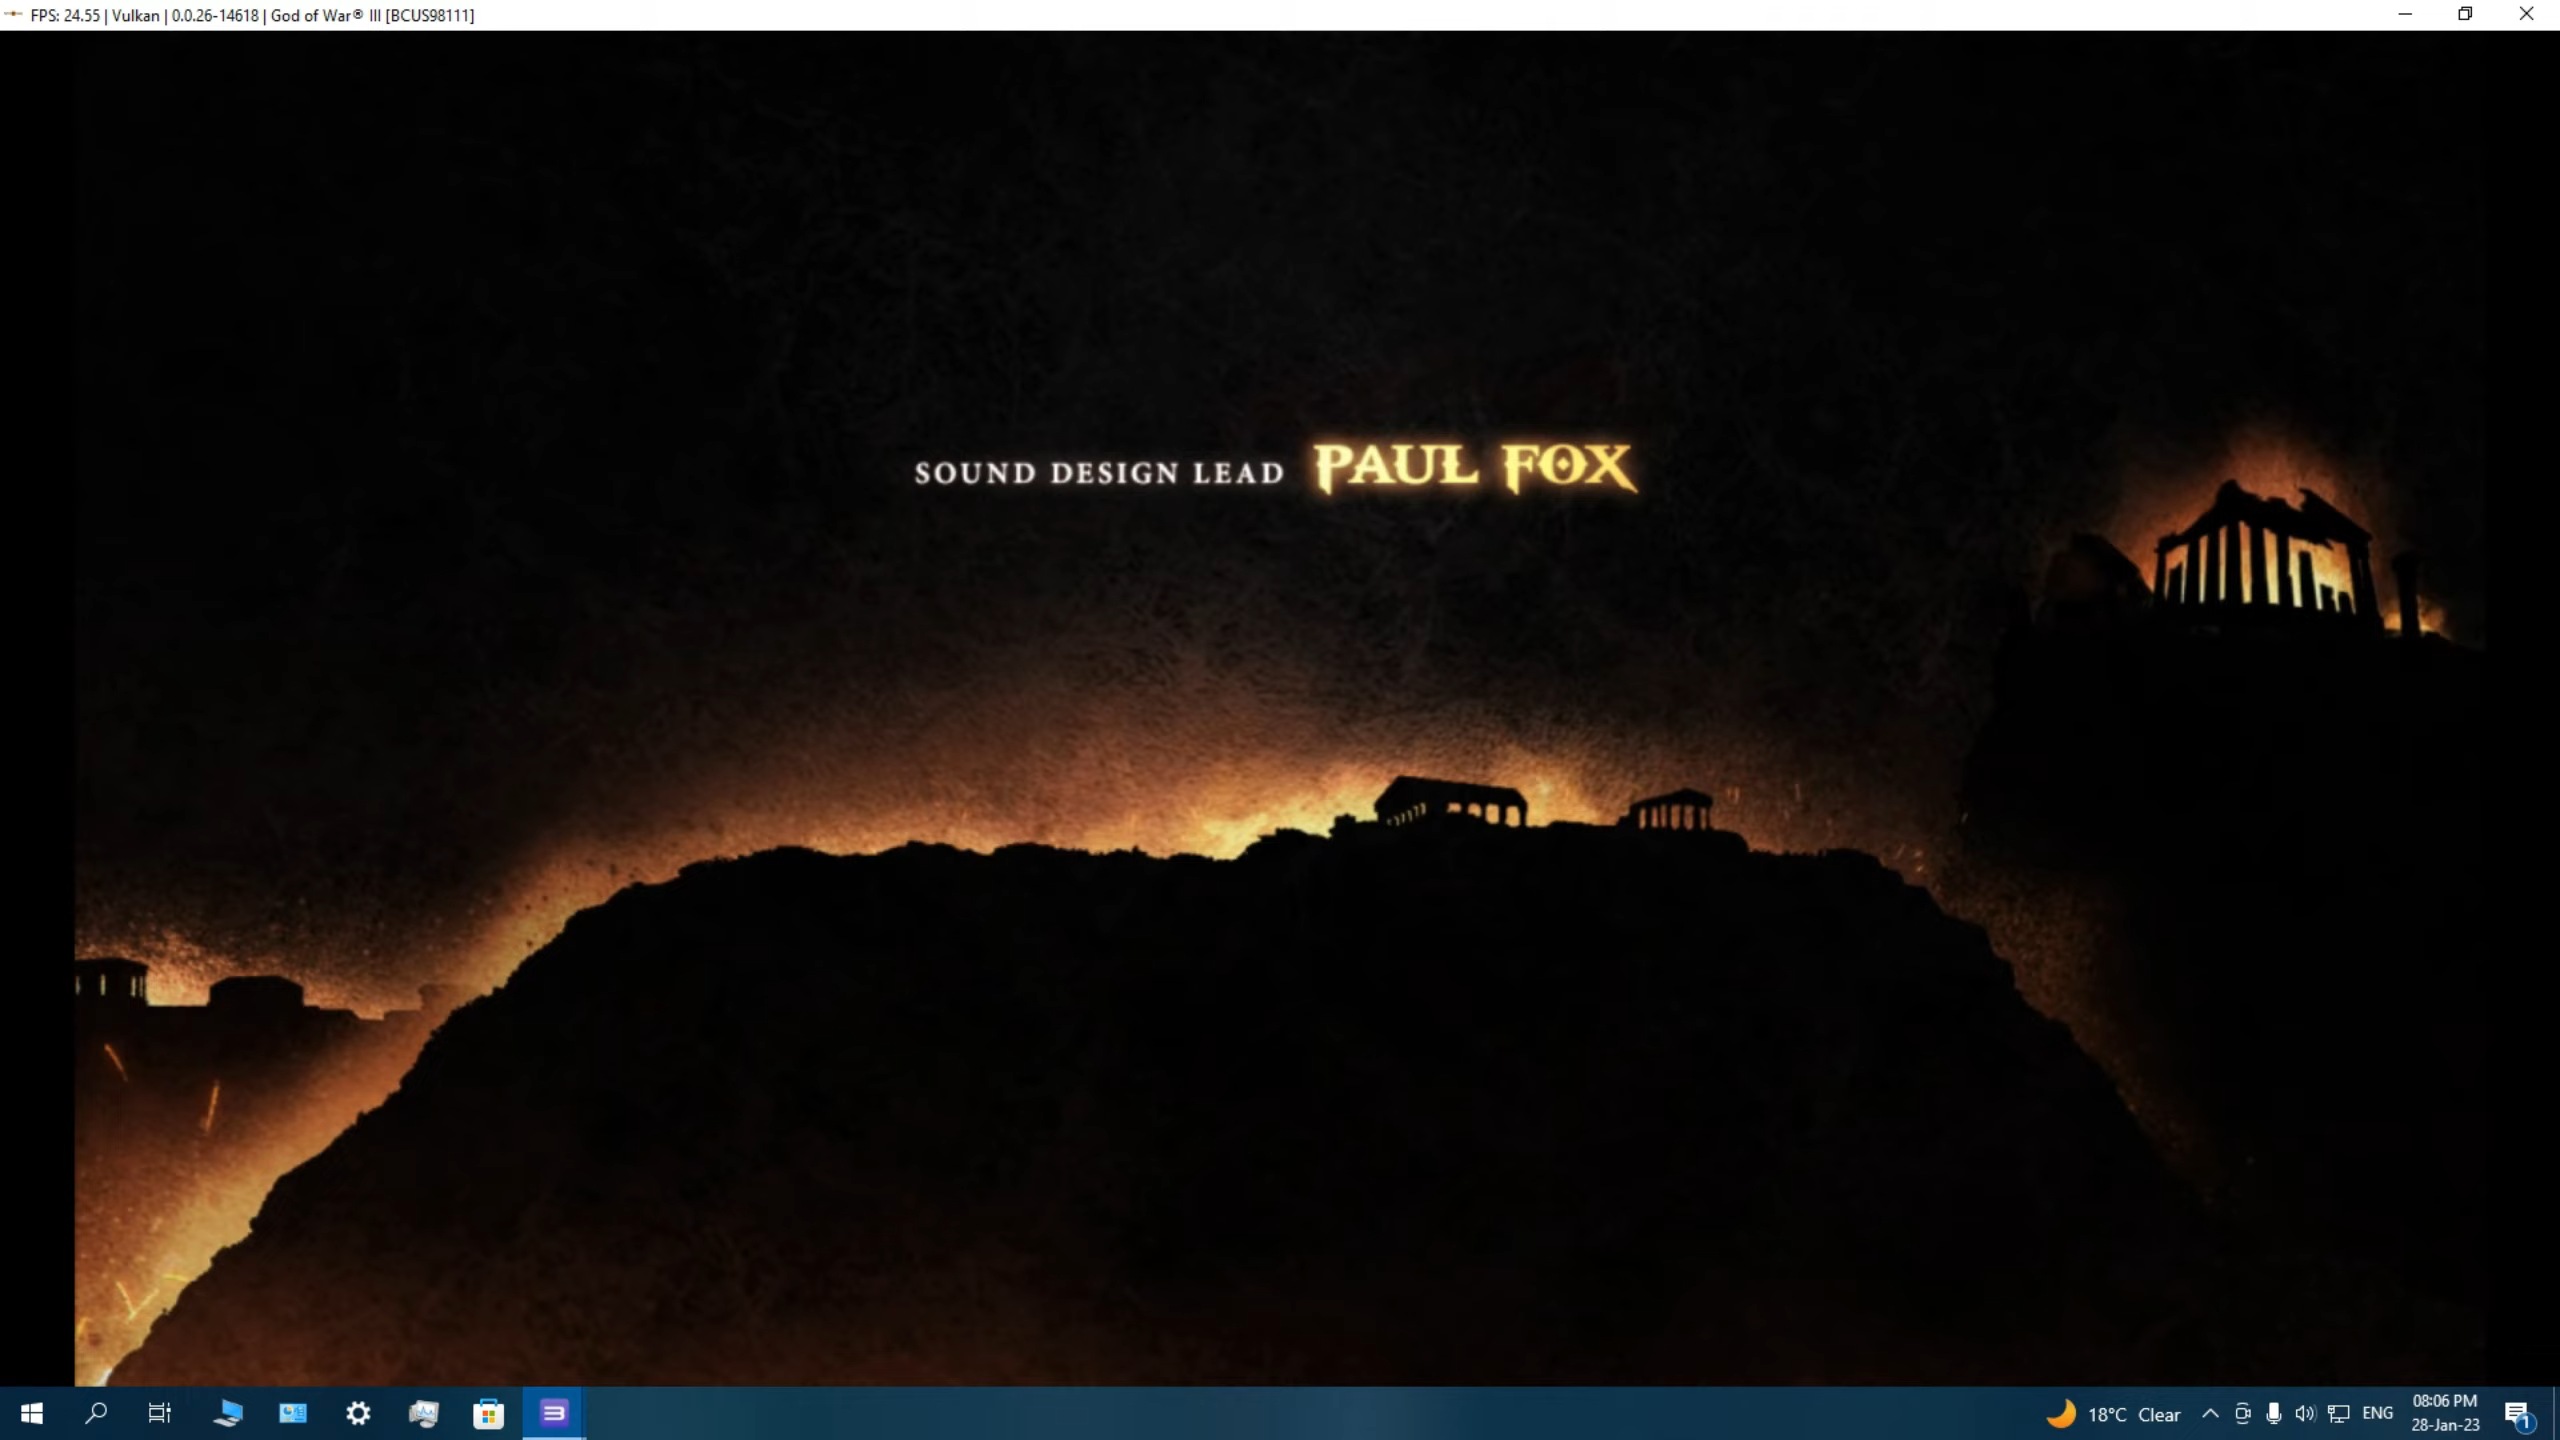 FPS: 24.55 | Vulkan | 0.0.26-14618 | God of War® III [BCUS98111]
SOUND DESIGN LEAD PAUL FOX
18°C Clear
ENG
08:06 PM
28-Jan-23
1